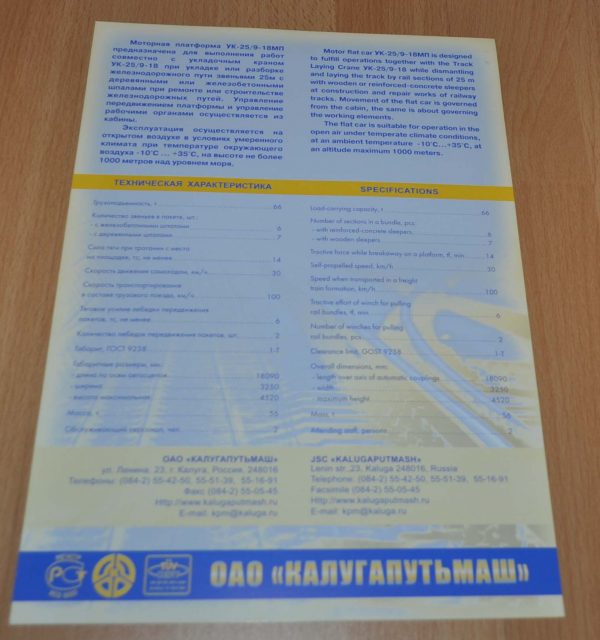 Моторная платформа УК-25/9-18МП
предназначена для выполнения работ
совместно с укладочным краном
УК-25/9-18 при укладке или разборке
железнодорожного пути звеньями 25м с
деревянными или железобетонными
шпалами при ремонте или строительстве
железнодорожных путей. Управление
передвижением платформы и управление
рабочими органами осуществляется из
кабины.
Эксплуатация осуществляется на
открытом воздухе в условиях умеренного
климата при температуре окружающего
воздуха -10°С ... +35°С, на высоте не более
1000 метров над уровнем моря.
Motor flat car УК-25/9-18МП is designed
to fulfill operations together with the Track
Laying Crane УК-25/9-18 while dismantling
and laying the track by rail sections of 25 m
with wooden or reinforced-concrete sleepers
at construction and repair works of railway
tracks. Movement of the flat car is governed
from the cabin, the same is about governing
the working elements.
The flat car is suitable for operation in the
open air under temperate climate conditions,
at an ambient temperature -10°C...+35°C, at
an altitude maximum 1000 meters.
ТЕХНИЧЕСКАЯ ХАРАКТЕРИСТИКА
Грузоподъемность, т 66
Количество звеньев в пакете, шт.:
- с железобетонными шпалами 6
- с деревянными шпалами 7
Сила тяги при трогании с места
на площадке, тс, не менее 14
Скорость движения самоходом, км/ч 30
Скорость транспортирования
в составе грузового поезда, км/ч 100
Тяговое усилие лебедки передвижения
пакетов, тс, не менее 6
Количество лебедок передвижения пакетов, шт. 2
Габарит, ГОСТ 9238 1-Т
Габаритные размеры, мм:
- длина по осям автосцепок 18090
- ширина 3250
- высота максимальная 4520
Масса, т 55
Обслуживающий персонал, чел. 2
SPECIFICATIONS
Load-carrying capacity, t 66
Number of sections in a bundle, pcs:
- with reinforced-concrete sleepers 6
- with wooden sleepers 7
Tractive force while breakaway on a platform, tf, min 14
Self-propelled speed, km/h 30
Speed when transported in a freight
train formation, km/h 100
Tractive effort of winch for pulling
rail bundles, tf, min 6
Number of winches for pulling
rail bundles, pcs 2
Clearance limit, GOST 9238 1-T
Overall dimensions, mm:
- length over axis of automatic couplings 18090
- width 3250
- maximum height 4520
Mass, t 55
Attending staff, persons 2
ОАО «КАЛУГАПУТЬМАШ»
ул. Ленина, 23, г. Калуга, Россия, 248016
Телефоны: (084-2) 55-42-50, 55-51-39, 55-16-91
Факс (084-2) 55-05-45
Http://www.kalugaputmash.ru
E-mail: kpm@kaluga.ru
JSC «KALUGAPUTMASH»
Lenin str.,23, Kaluga 248016, Russia
Telephone: (084-2) 55-42-50, 55-51-39, 55-16-91
Facsimile (084-2) 55-05-45
Http://www.kalugaputmash.ru
E-mail: kpm@kaluga.ru
TÜV
ОАО «КАЛУГАПУТЬМАШ»